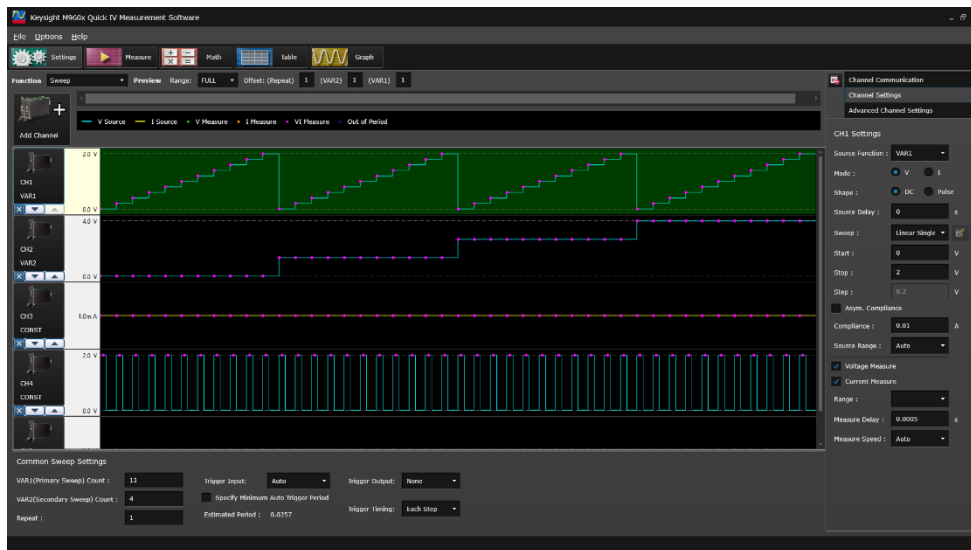 Keysight M960x Quick IV Measurement Software
File Options Help
Settings Measure Math Table Graph
Function Sweep Preview Range: FULL Offset: (Repeat) 1 (VAR2) 1 (VAR1) 1
Add Channel
V Source I Source V Measure I Measure VI Measure Out of Period
CH1
VAR1
2.0 V
0.0 V
CH2
VAR2
4.0 V
0.0 V
CH3
CONST
1.0m A
CH4
CONST
2.0 V
0.0 V
Common Sweep Settings
VAR1(Primary Sweep) Count : 11
VAR2(Secondary Sweep) Count : 4
Repeat : 1
Trigger Input: Auto
Specify Minimum Auto Trigger Period
Estimated Period : 0.0257
Trigger Output: None
Trigger Timing: Each Step
Channel Communication
Channel Settings
Advanced Channel Settings
CH1 Settings
Source Function : VAR1
Mode : V I
Shape : DC Pulse
Source Delay : 0 s
Sweep : Linear Single
Start : 0 V
Stop : 2 V
Step : 0.2 V
Asym. Compliance
Compliance : 0.01 A
Source Range : Auto
Voltage Measure
Current Measure
Range :
Measure Delay : 0.0005 s
Measure Speed : Auto